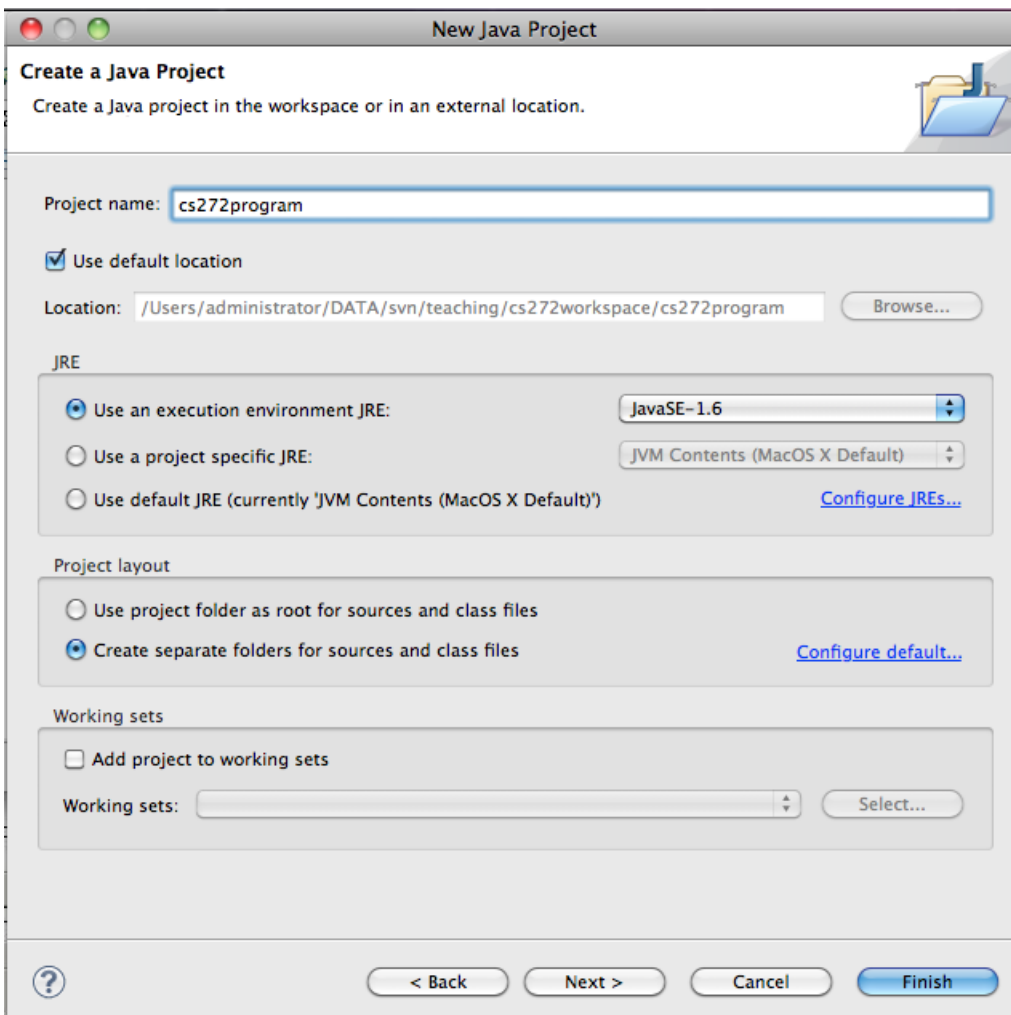 New Java Project
Create a Java Project
Create a Java project in the workspace or in an external location.
Project name: cs272program
Use default location
Location: /Users/administrator/DATA/svn/teaching/cs272workspace/cs272program Browse...
JRE
Use an execution environment JRE: JavaSE-1.6
Use a project specific JRE: JVM Contents (MacOS X Default)
Use default JRE (currently 'JVM Contents (MacOS X Default)') Configure JREs...
Project layout
Use project folder as root for sources and class files
Create separate folders for sources and class files Configure default...
Working sets
Add project to working sets
Working sets: Select...
? < Back Next > Cancel Finish